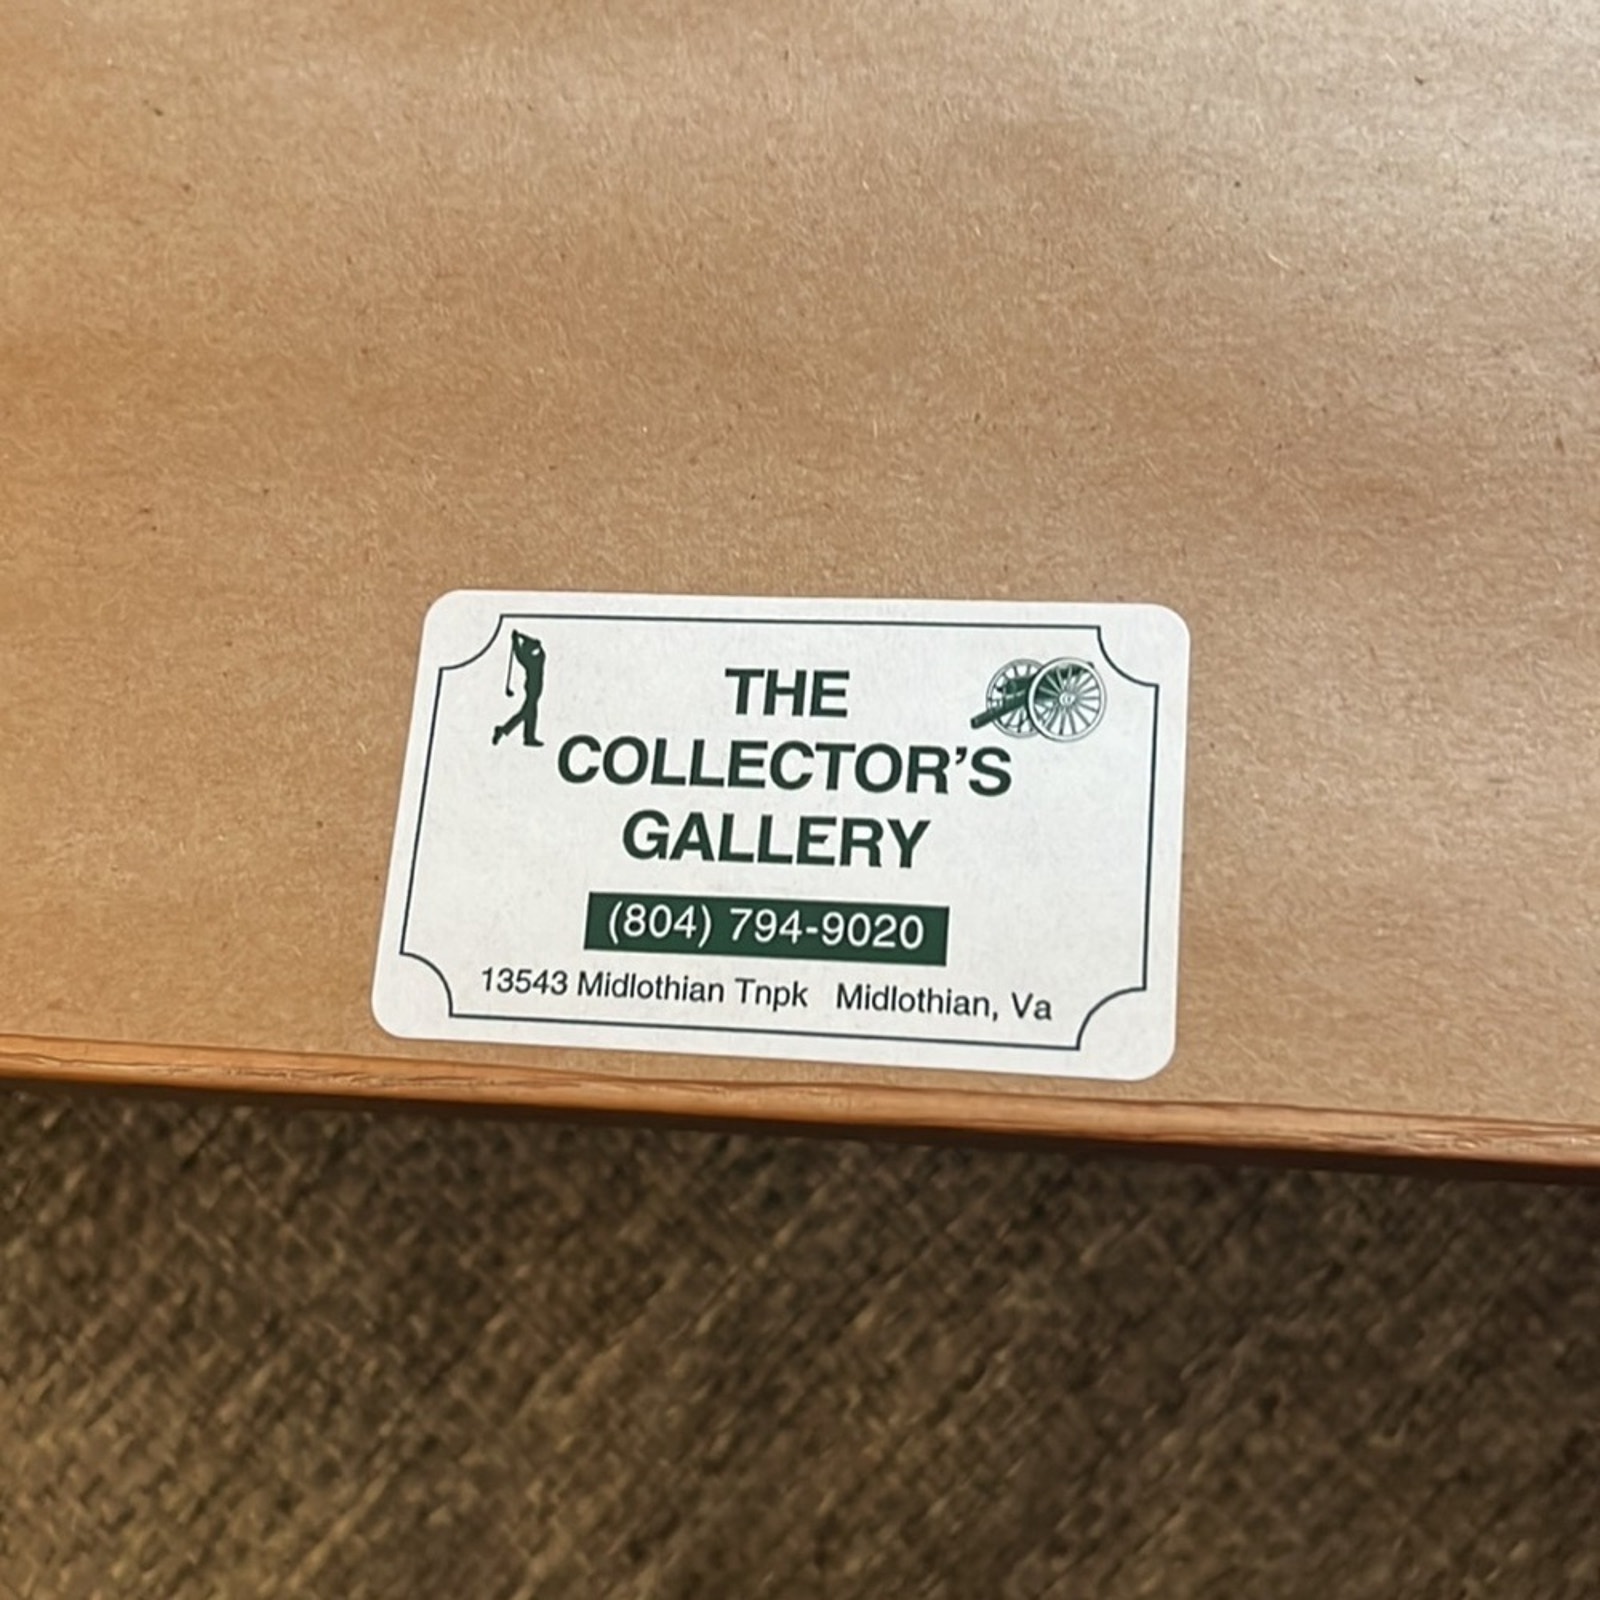 THE
COLLECTOR'S
GALLERY
(804) 794-9020
13543 Midlothian Tnpk Midlothian, Va